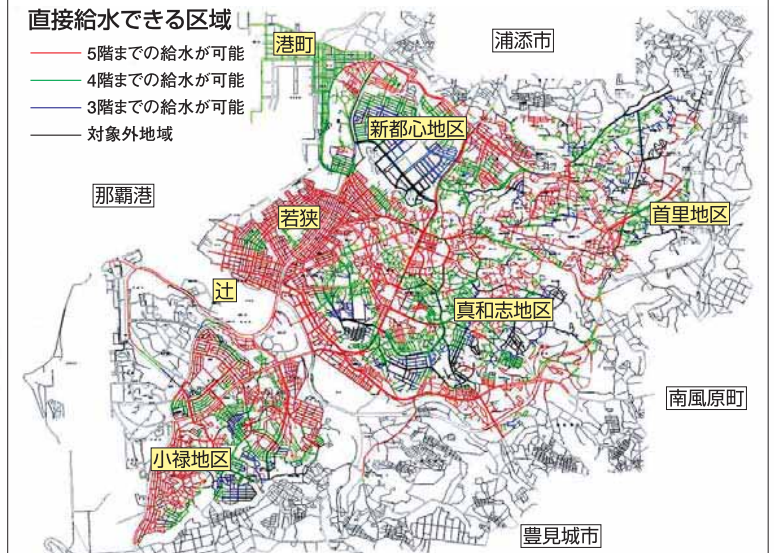 直接給水できる区域
5階までの給水が可能
4階までの給水が可能
3階までの給水が可能
対象外地域
港町
浦添市
新都心地区
那覇港
若狭
首里地区
辻
真和志地区
南風原町
小禄地区
豊見城市